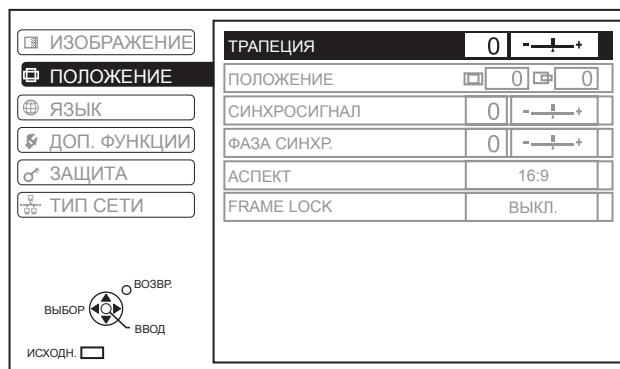 ИЗОБРАЖЕНИЕ
ПОЛОЖЕНИЕ
ЯЗЫК
ДОП. ФУНКЦИИ
ЗАЩИТА
ТИП СЕТИ
ВОЗВР.
ВЫБОР
ВВОД
ИСХОДН.
ТРАПЕЦИЯ 0 - +
ПОЛОЖЕНИЕ 0 0
СИНХРОСИГНАЛ 0 - +
ФАЗА СИНХР. 0 - +
АСПЕКТ 16:9
FRAME LOCK ВЫКЛ.